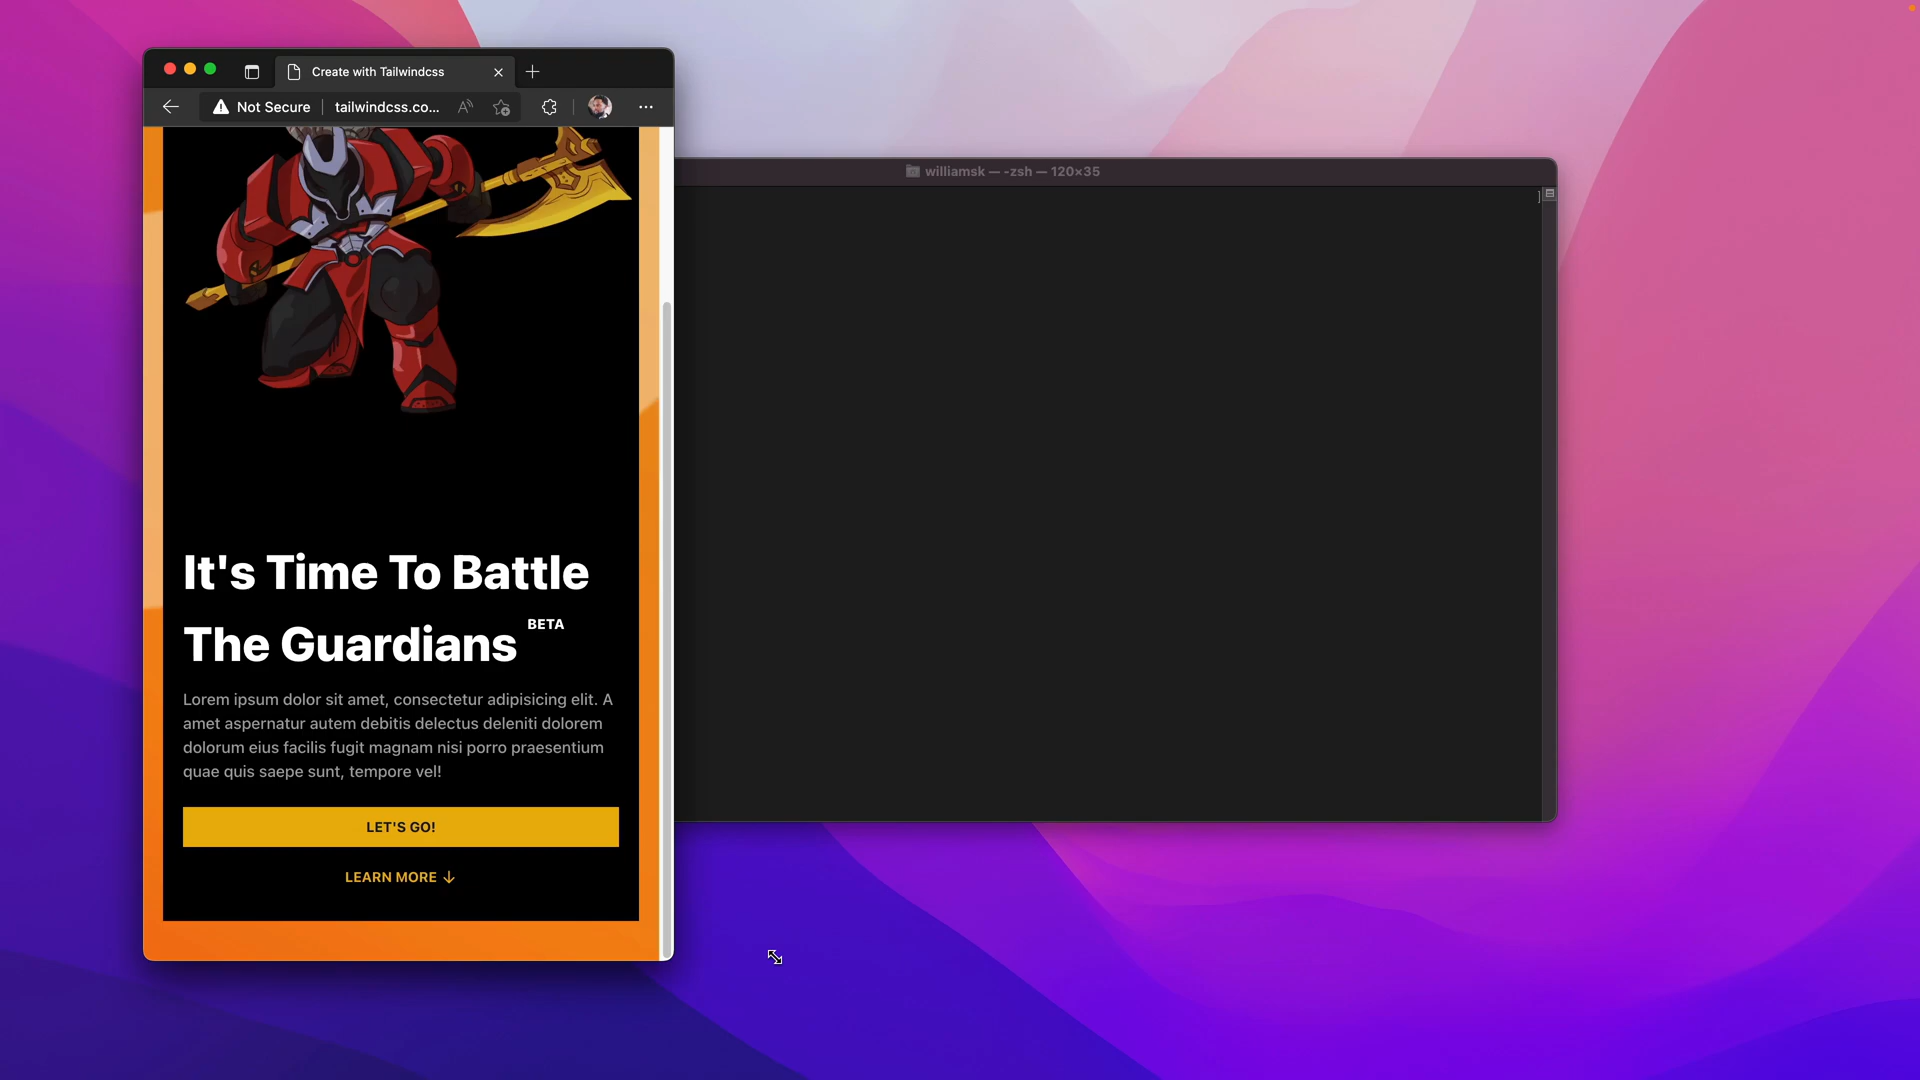 Create with Tailwindcss
Not Secure
tailwindcss.co...
williamsk — -zsh — 120×35
]
It's Time To Battle
The Guardians BETA
Lorem ipsum dolor sit amet, consectetur adipisicing elit. A
amet aspernatur autem debitis delectus deleniti dolorem
dolorum eius facilis fugit magnam nisi porro praesentium
quae quis saepe sunt, tempore vel!
LET'S GO!
LEARN MORE ↓